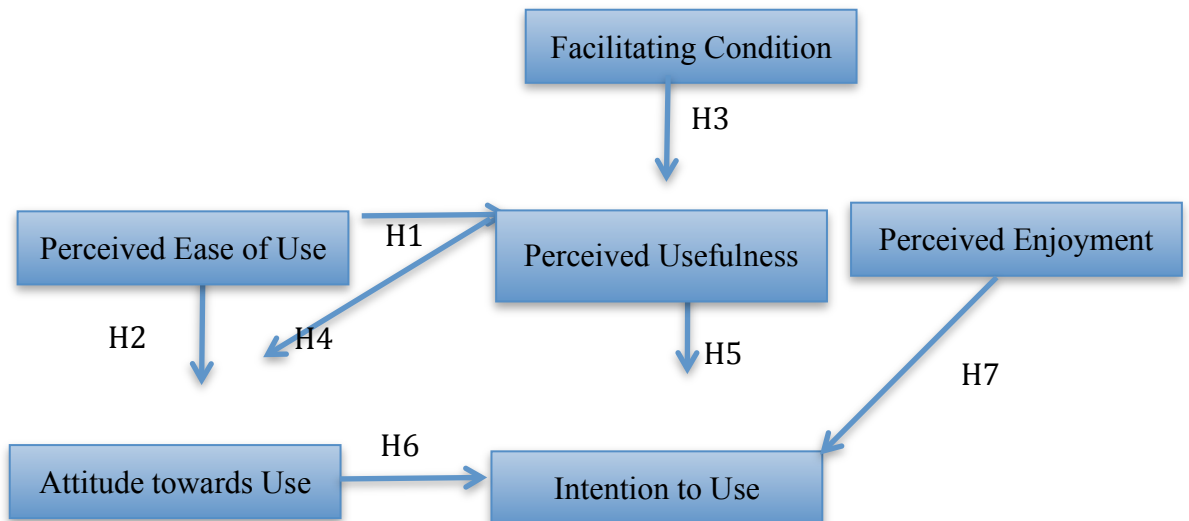 Facilitating Condition
H3
Perceived Ease of Use
H1
Perceived Usefulness
Perceived Enjoyment
H2
H4
H5
H7
Attitude towards Use
H6
Intention to Use